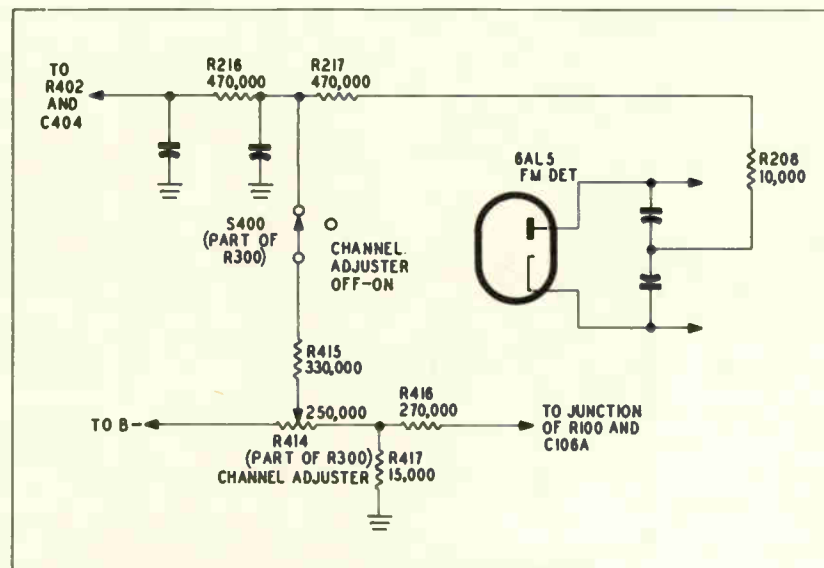 TO
R402
AND
C404
R216
470,000
R217
470,000
6AL5
FM DET
R208
10,000
S400
(PART OF
R300)
CHANNEL
ADJUSTER
OFF-ON
R415
330,000
TO B-
250,000
R414
(PART OF R300)
CHANNEL ADJUSTER
R416
270,000
R417
15,000
TO JUNCTION
OF R100 AND
C106A